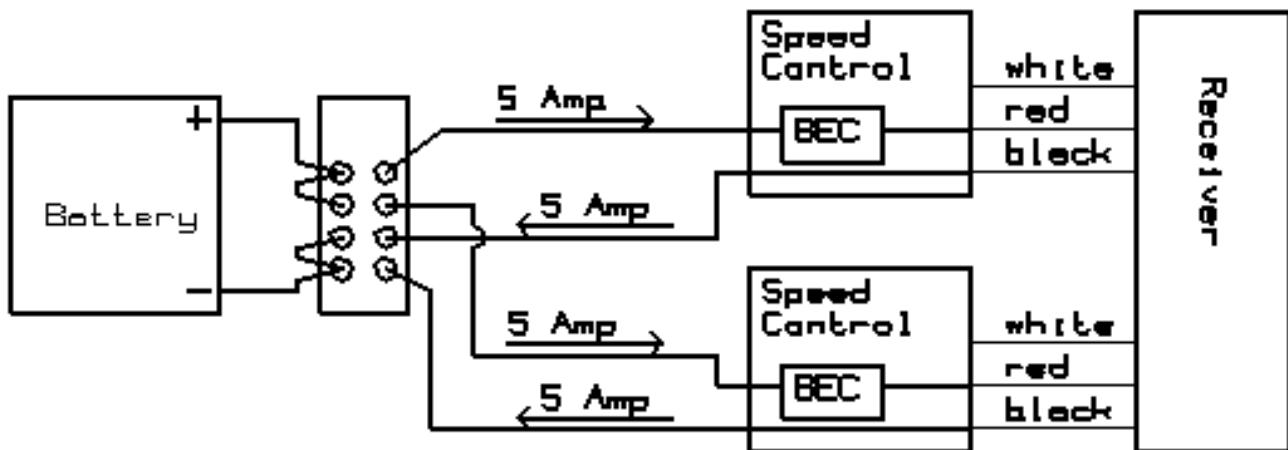 Battery
+
-
5 Amp
5 Amp
5 Amp
5 Amp
Speed
Control
BEC
white
red
black
Speed
Control
BEC
white
red
black
Receiver